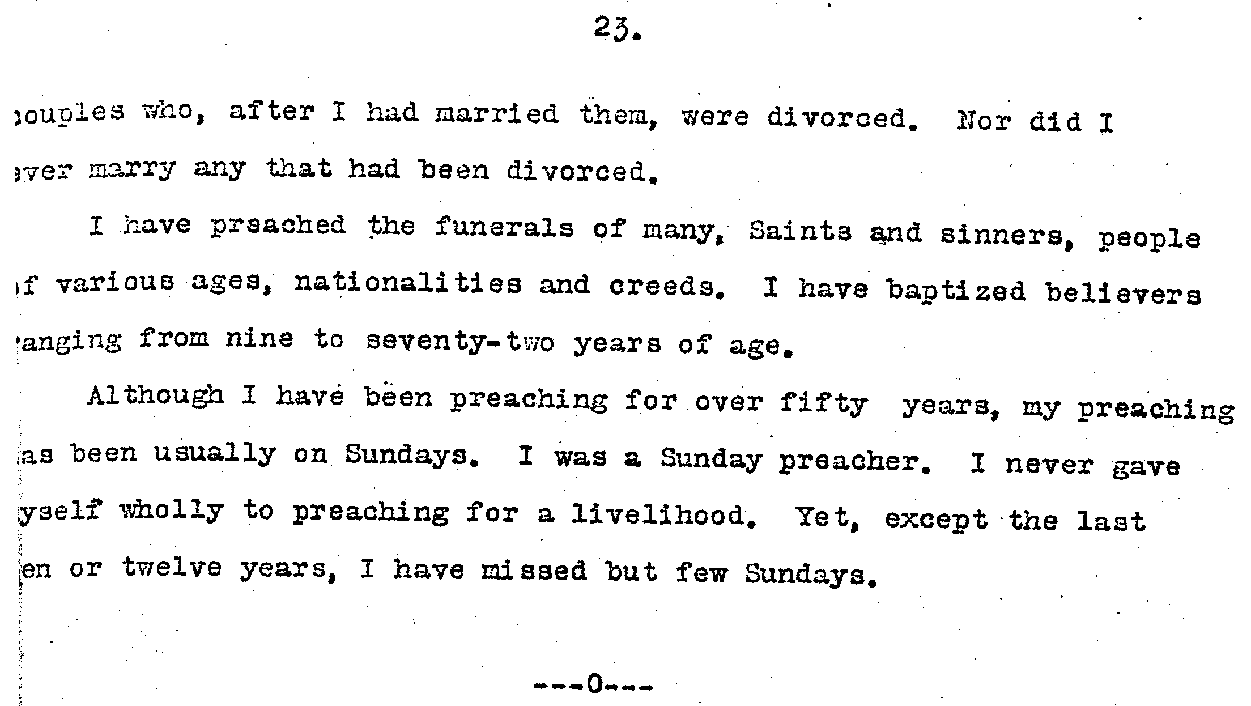 23.
couples who, after I had married them, were divorced. Nor did I
ever marry any that had been divorced.
I have preached the funerals of many, Saints and sinners, people
of various ages, nationalities and creeds. I have baptized believers
ranging from nine to seventy-two years of age.
Although I have been preaching for over fifty years, my preaching
as been usually on Sundays. I was a Sunday preacher. I never gave
yself wholly to preaching for a livelihood. Yet, except the last
en or twelve years, I have missed but few Sundays.
---0---